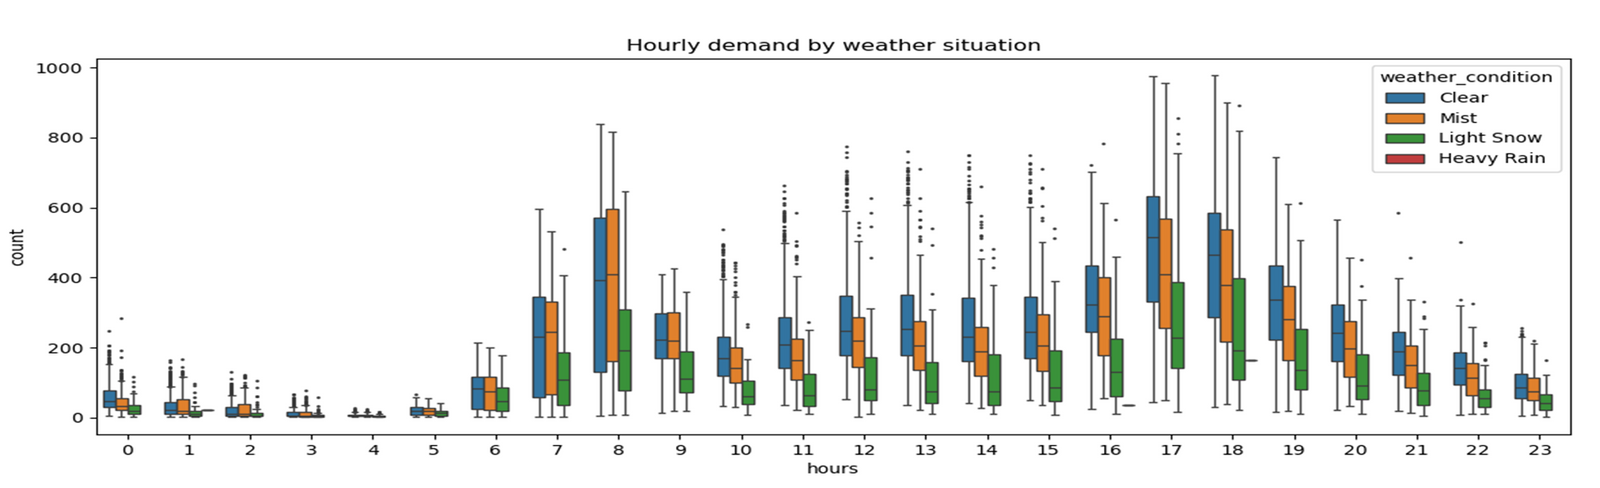 Hourly demand by weather situation
1000
800
600
400
200
0
count
weather_condition
Clear
Mist
Light Snow
Heavy Rain
0 1 2 3 4 5 6 7 8 9 10 11 12 13 14 15 16 17 18 19 20 21 22 23
hours